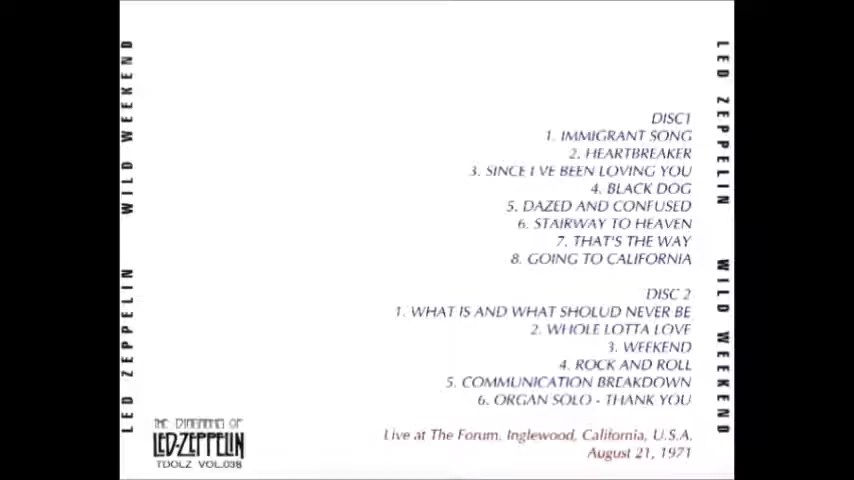 LED ZEPPELIN WILD WEEKEND
DISC1
1. IMMIGRANT SONG
2. HEARTBREAKER
3. SINCE I VE BEEN LOVING YOU
4. BLACK DOG
5. DAZED AND CONFUSED
6. STAIRWAY TO HEAVEN
7. THAT'S THE WAY
8. GOING TO CALIFORNIA
DISC 2
1. WHAT IS AND WHAT SHOLUD NEVER BE
2. WHOLE LOTTA LOVE
3. WEEKEND
4. ROCK AND ROLL
5. COMMUNICATION BREAKDOWN
6. ORGAN SOLO - THANK YOU
Live at The Forum, Inglewood, California, U.S.A.
August 21, 1971
THE DIAGRAMS OF
LED-ZEPPELIN
TDOLZ VOL.038
LED ZEPPELIN WILD WEEKEND